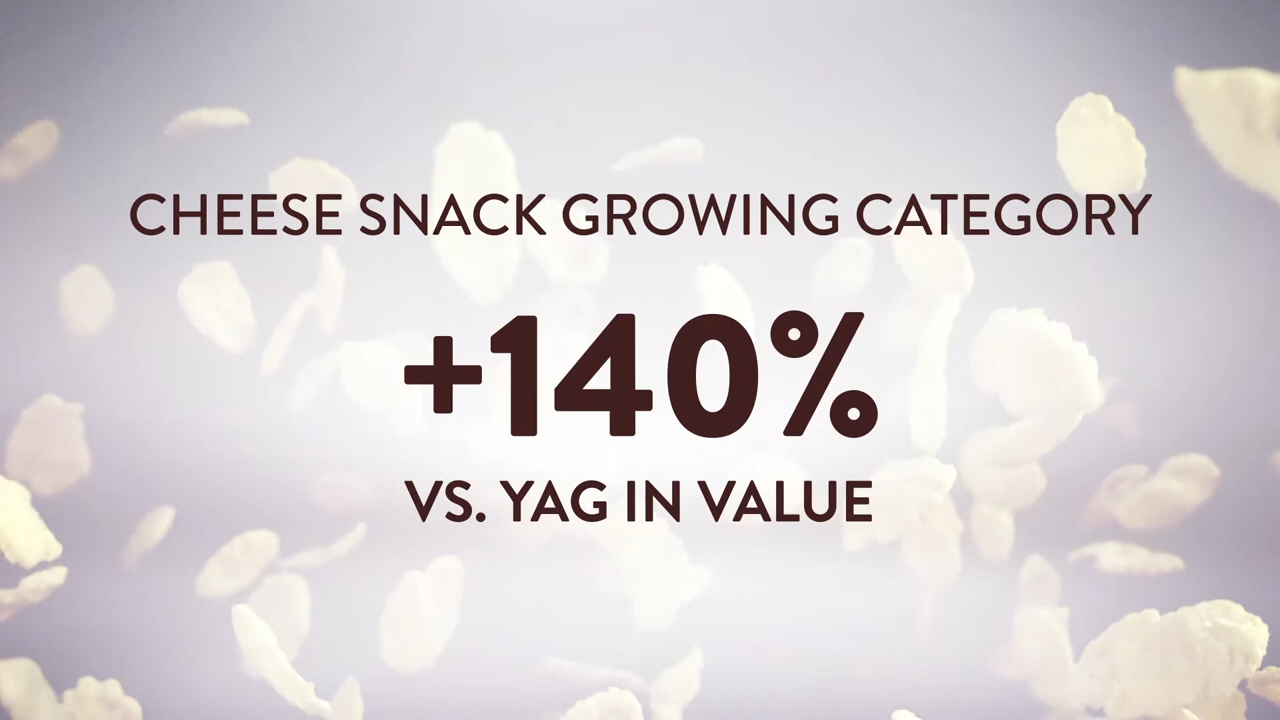 CHEESE SNACK GROWING CATEGORY
+140%
VS. YAG IN VALUE